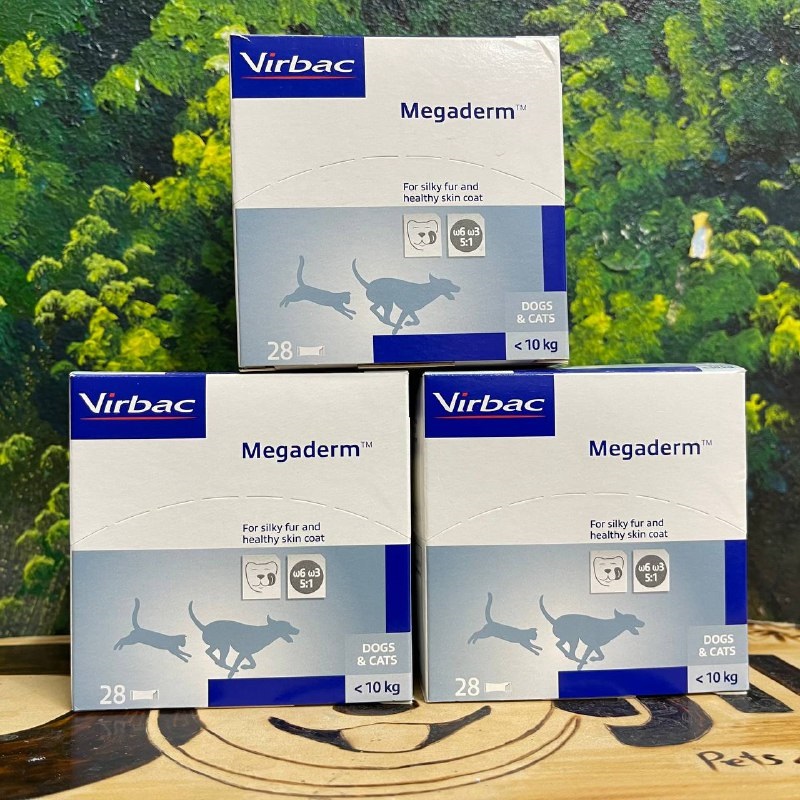 Virbac
Megaderm™
For silky fur and
healthy skin coat
ω6 ω3
5:1
DOGS
& CATS
28
< 10 kg
Virbac
Megaderm™
For silky fur and
healthy skin coat
ω6 ω3
5:1
DOGS
& CATS
28
< 10 kg
Virbac
Megaderm™
For silky fur and
healthy skin coat
ω6 ω3
5:1
DOGS
& CATS
28
< 10 kg
Pets